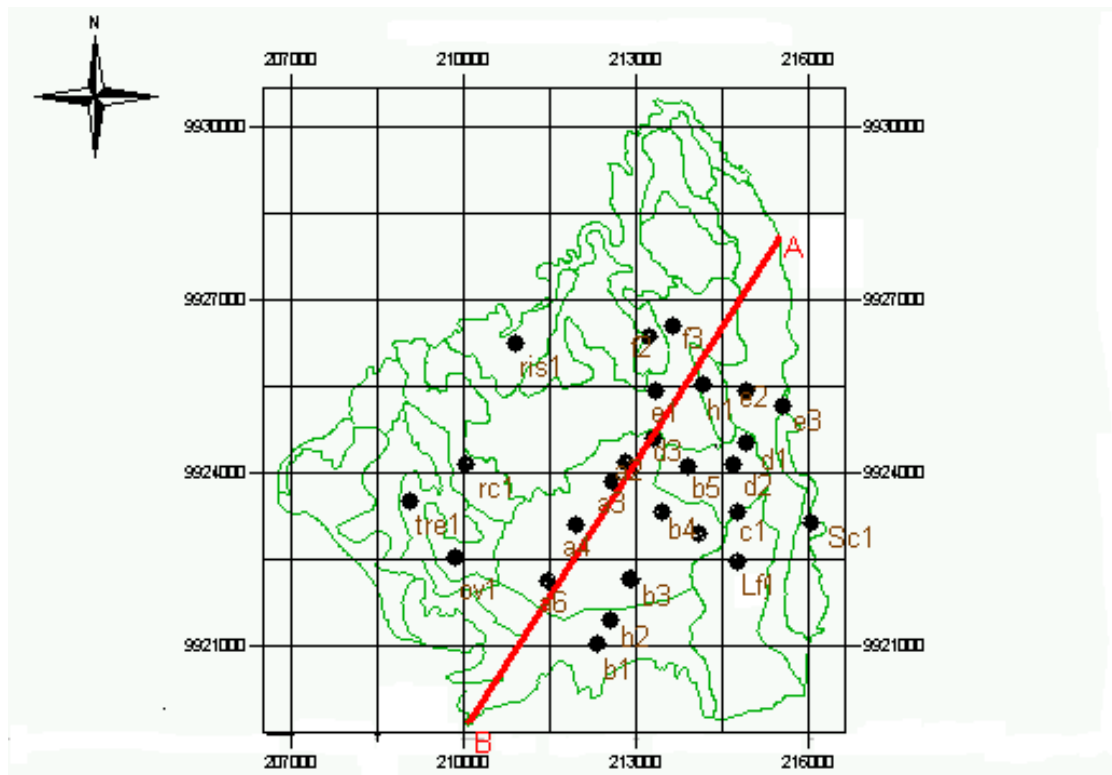 N
207000 210000 213000 216000
9930000 9930000
A
9927000 9927000
f2 f3
ris1
e1 h1 e2
e3
d3
d1
9924000 9924000
rc1 b5 d2
a3
tre1 a4 b4 c1 Sc1
ov1 a6 b3 Lf1
9921000 h2 9921000
b1
B
207000 210000 213000 216000